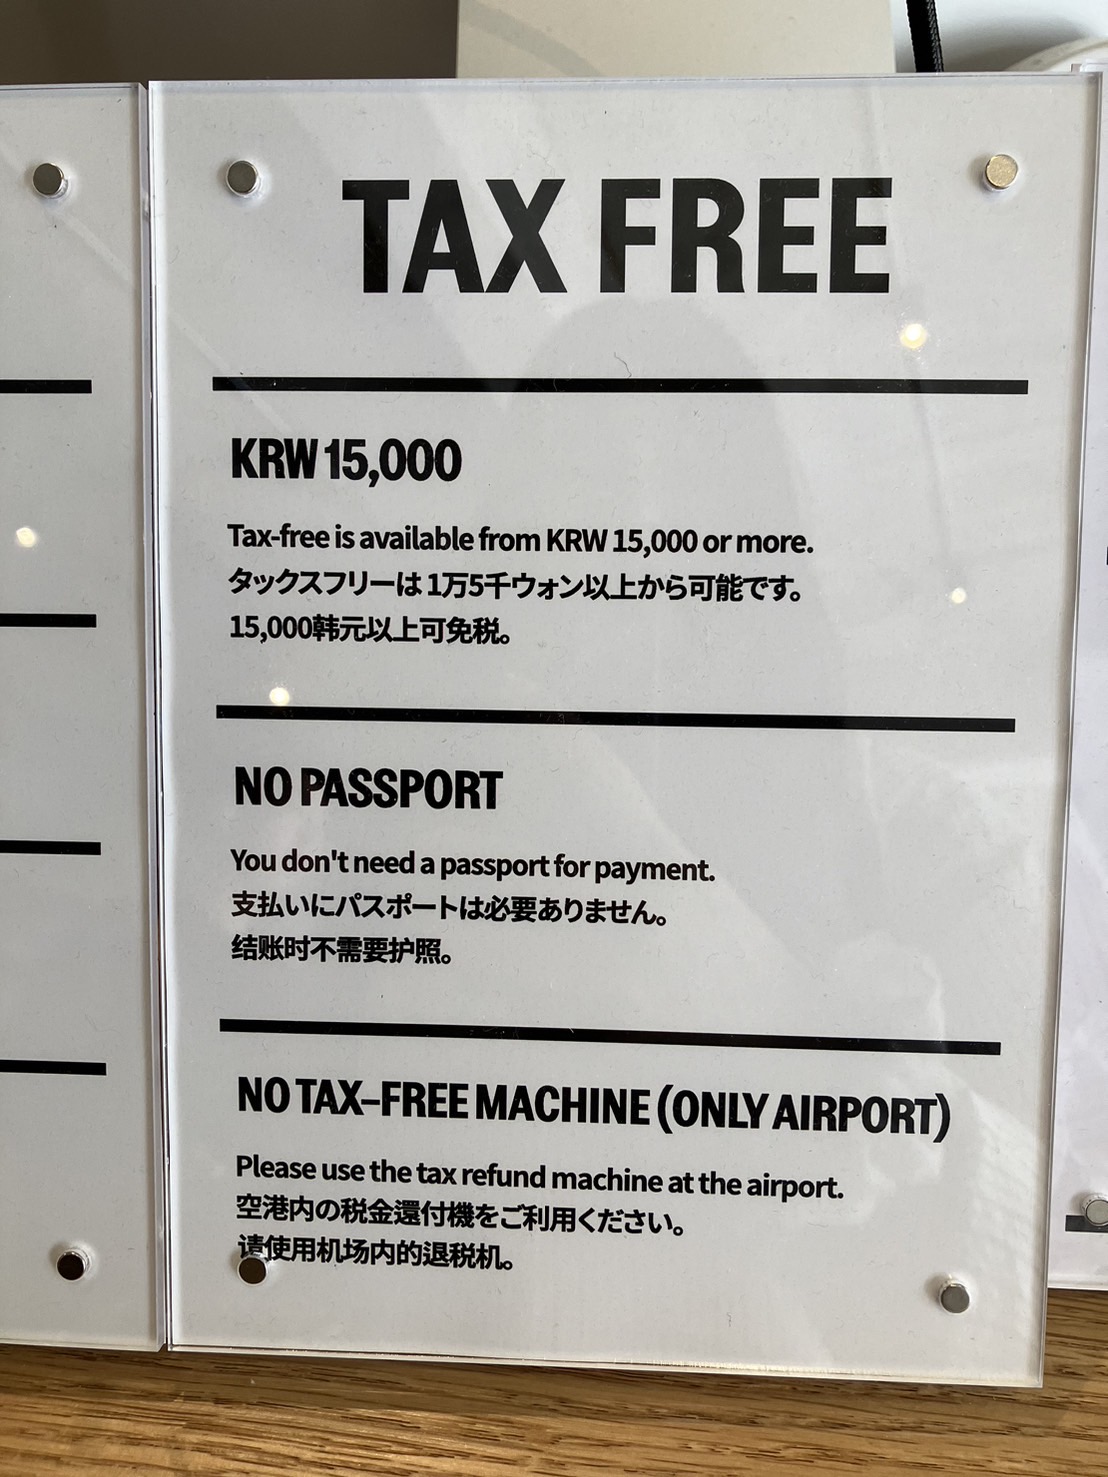 TAX FREE
KRW 15,000
Tax-free is available from KRW 15,000 or more.
タックスフリーは 1万5千ウォン以上から可能です。
15,000韩元以上可免税。
NO PASSPORT
You don't need a passport for payment.
支払いにパスポートは必要ありません。
结账时不需要护照。
NO TAX–FREE MACHINE (ONLY AIRPORT)
Please use the tax refund machine at the airport.
空港内の税金還付機をご利用ください。
请使用机场内的退税机。